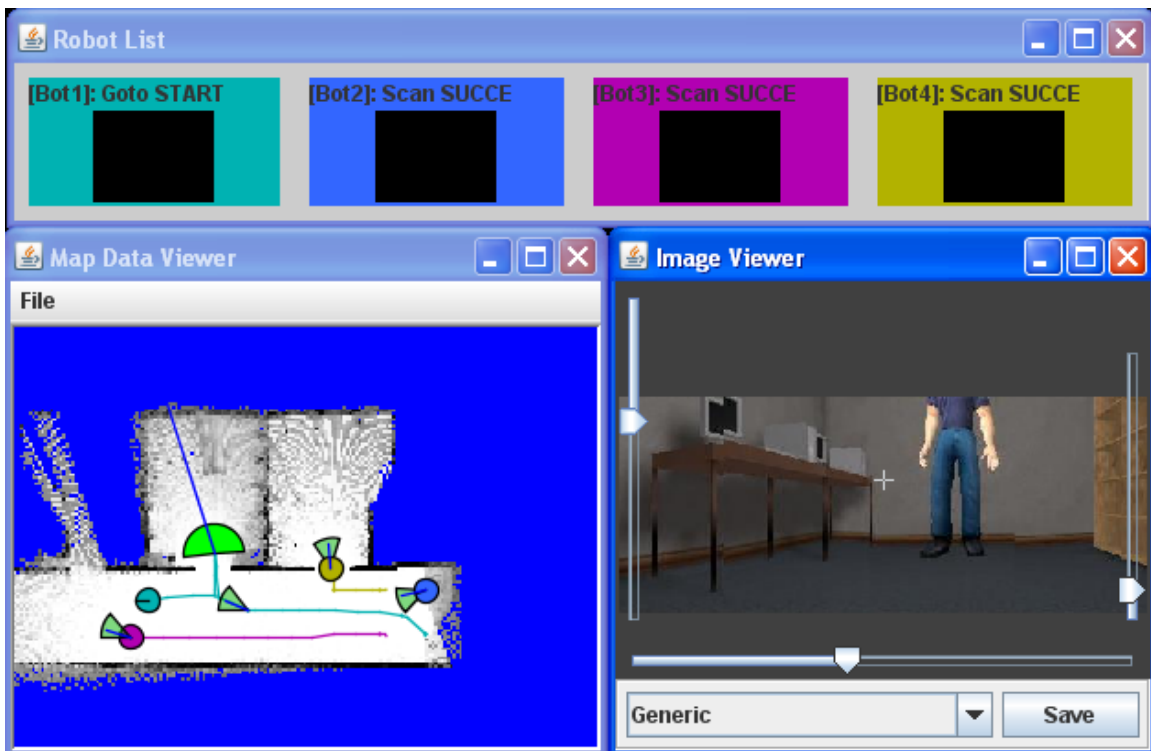 Robot List
[Bot1]: Goto START
[Bot2]: Scan SUCCE
[Bot3]: Scan SUCCE
[Bot4]: Scan SUCCE
Map Data Viewer
File
Image Viewer
Generic
Save